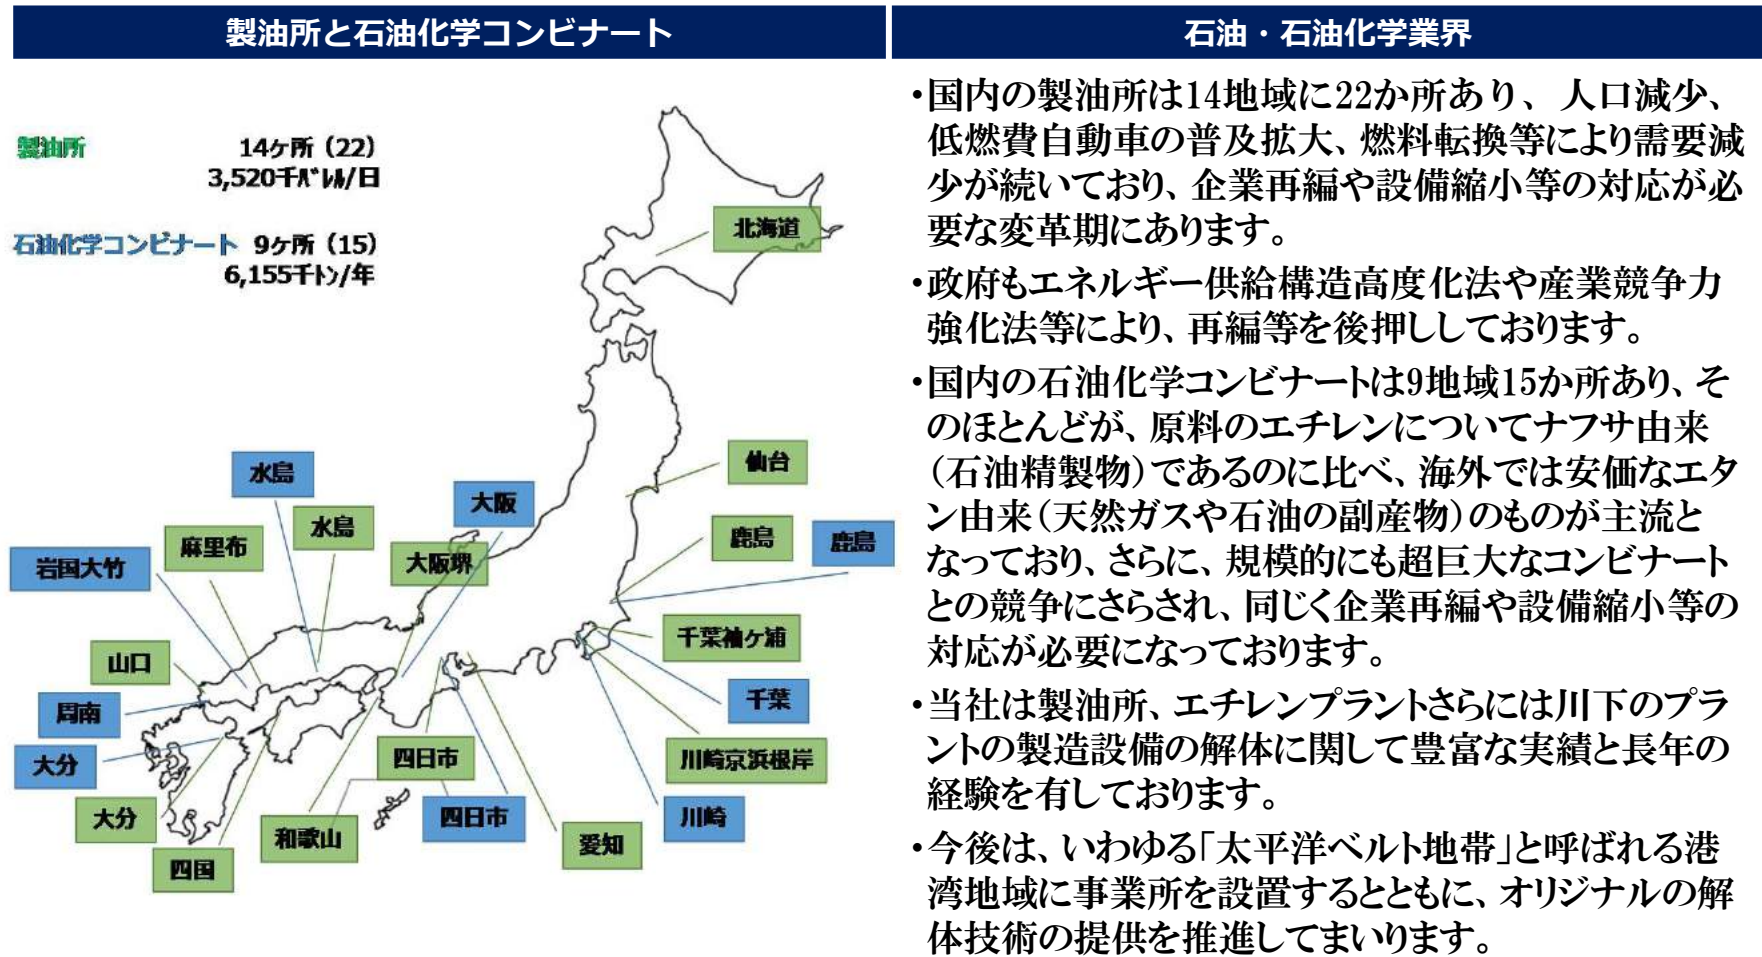 製油所と石油化学コンビナート
製油所 14ケ所（22）
3,520千ﾊﾞﾚﾙ/日
石油化学コンビナート 9ケ所（15）
6,155千ﾄﾝ/年
北海道
仙台
水島
大阪
水島
鹿島
鹿島
麻里布
大阪堺
岩国大竹
千葉袖ケ浦
山口
千葉
周南
四日市
川崎京浜根岸
大分
大分
四日市
川崎
和歌山
愛知
四国
石油・石油化学業界
・国内の製油所は14地域に22か所あり、人口減少、
低燃費自動車の普及拡大、燃料転換等により需要減
少が続いており、企業再編や設備縮小等の対応が必
要な変革期にあります。
・政府もエネルギー供給構造高度化法や産業競争力
強化法等により、再編等を後押ししております。
・国内の石油化学コンビナートは9地域15か所あり、そ
のほとんどが、原料のエチレンについてナフサ由来
（石油精製物）であるのに比べ、海外では安価なエタ
ン由来（天然ガスや石油の副産物）のものが主流と
なっており、さらに、規模的にも超巨大なコンビナート
との競争にさらされ、同じく企業再編や設備縮小等の
対応が必要になっております。
・当社は製油所、エチレンプラントさらには川下のプラ
ントの製造設備の解体に関して豊富な実績と長年の
経験を有しております。
・今後は、いわゆる「太平洋ベルト地帯」と呼ばれる港
湾地域に事業所を設置するとともに、オリジナルの解
体技術の提供を推進してまいります。